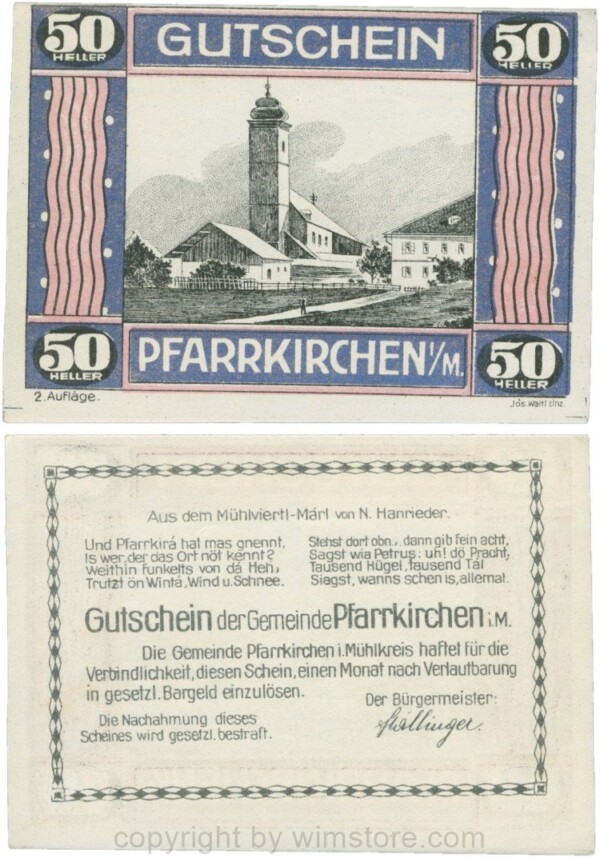 50 HELLER GUTSCHEIN 50 HELLER
50 HELLER PFARRKIRCHEN i/M. 50 HELLER
2. Auflage. Jos. Wartl Linz.
Aus dem Mühlviertl-Márl von N. Hanrieder.
Und Pfarrkirá hat mas gnennt,
Is wer, der das Ort nöt kennt?
Weithin funkelts von dá Heh,
Trutzt ön Wintá, Wind u. Schnee.
Stehst dort obn, dann gib fein acht,
Sagst wia Petrus: uh! dö Pracht,
Tausend Hügel, tausend Tál
Siagst, wanns schen is, allemal.
Gutschein der Gemeinde Pfarrkirchen i. M.
Die Gemeinde Pfarrkirchen i. Mühlkreis haftet für die
Verbindlichkeit, diesen Schein, einen Monat nach Verlautbarung
in gesetzl. Bargeld einzulösen.
Der Bürgermeister:
Die Nachahmung dieses
Scheines wird gesetzl. bestraft.
copyright by wimstore.com